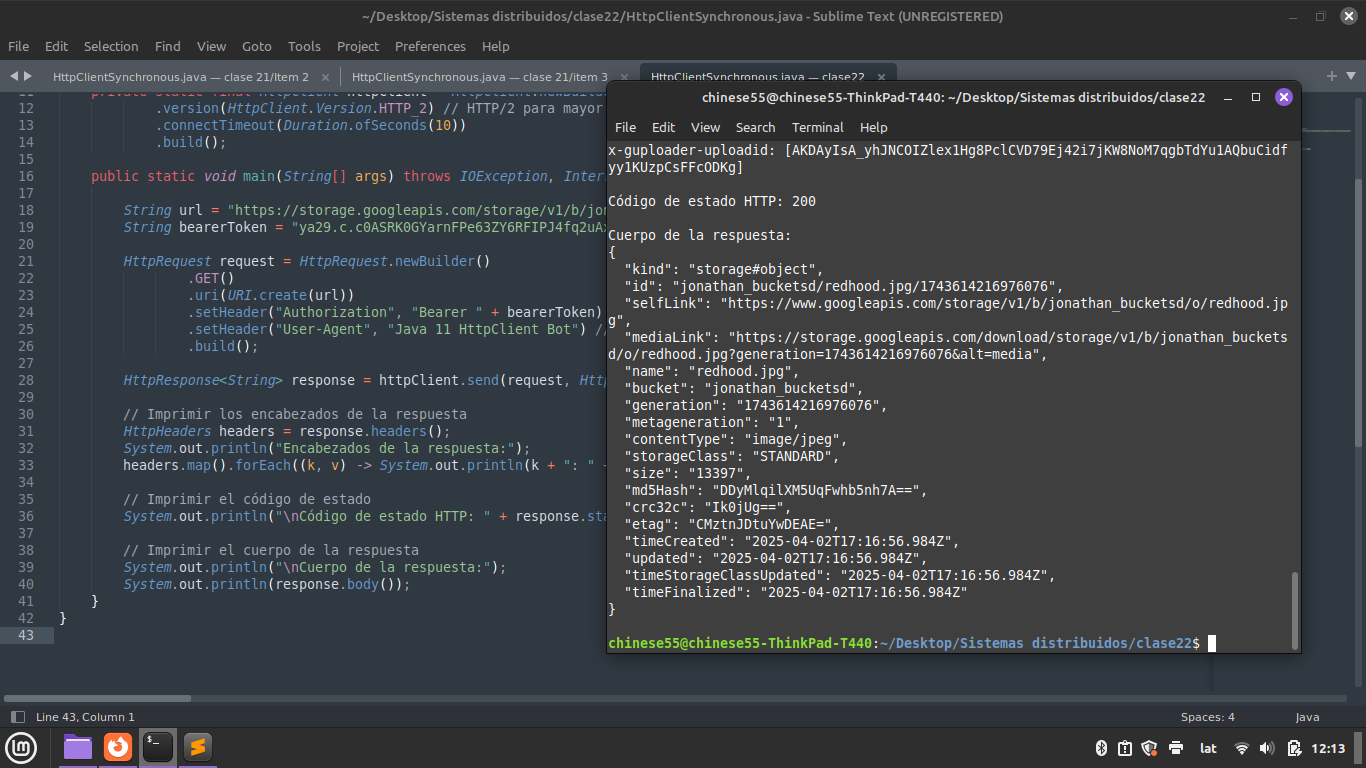 ~/Desktop/Sistemas distribuidos/clase22/HttpClientSynchronous.java - Sublime Text (UNREGISTERED)
File Edit Selection Find View Goto Tools Project Preferences Help
HttpClientSynchronous.java — clase 21/Item 2
HttpClientSynchronous.java — clase 21/item 3
HttpClientSynchronous.java — clase22
12 .version(HttpClient.Version.HTTP_2) // HTTP/2 para mayor
13 .connectTimeout(Duration.ofSeconds(10))
14 .build();
15
16 public static void main(String[] args) throws IOException, Inter
17
18 String url = "https://storage.googleapis.com/storage/v1/b/jon
19 String bearerToken = "ya29.c.c0ASRK0GYarnFPe63ZY6RFIPJ4fq2uAx
20
21 HttpRequest request = HttpRequest.newBuilder()
22 .GET()
23 .uri(URI.create(url))
24 .setHeader("Authorization", "Bearer " + bearerToken)
25 .setHeader("User-Agent", "Java 11 HttpClient Bot") //
26 .build();
27
28 HttpResponse<String> response = httpClient.send(request, Htt
29
30 // Imprimir los encabezados de la respuesta
31 HttpHeaders headers = response.headers();
32 System.out.println("Encabezados de la respuesta:");
33 headers.map().forEach((k, v) -> System.out.println(k + ": " +
34
35 // Imprimir el código de estado
36 System.out.println("\nCódigo de estado HTTP: " + response.sta
37
38 // Imprimir el cuerpo de la respuesta
39 System.out.println("\nCuerpo de la respuesta:");
40 System.out.println(response.body());
41 }
42 }
43
chinese55@chinese55-ThinkPad-T440: ~/Desktop/Sistemas distribuidos/clase22
File Edit View Search Terminal Help
x-guploader-uploadid: [AKDAyIsA_yhJNCOIZlex1Hg8PclCVD79Ej42i7jKW8NoM7qgbTdYu1AQbuCidf
yy1KUzpCsFFcODKg]
Código de estado HTTP: 200
Cuerpo de la respuesta:
{
"kind": "storage#object",
"id": "jonathan_bucketsd/redhood.jpg/1743614216976076",
"selfLink": "https://www.googleapis.com/storage/v1/b/jonathan_bucketsd/o/redhood.jp
g",
"mediaLink": "https://storage.googleapis.com/download/storage/v1/b/jonathan_buckets
d/o/redhood.jpg?generation=1743614216976076&alt=media",
"name": "redhood.jpg",
"bucket": "jonathan_bucketsd",
"generation": "1743614216976076",
"metageneration": "1",
"contentType": "image/jpeg",
"storageClass": "STANDARD",
"size": "13397",
"md5Hash": "DDyMlqilXM5UqFwhb5nh7A==",
"crc32c": "Ik0jUg==",
"etag": "CMztnJDtuYwDEAE=",
"timeCreated": "2025-04-02T17:16:56.984Z",
"updated": "2025-04-02T17:16:56.984Z",
"timeStorageClassUpdated": "2025-04-02T17:16:56.984Z",
"timeFinalized": "2025-04-02T17:16:56.984Z"
}
chinese55@chinese55-ThinkPad-T440:~/Desktop/Sistemas distribuidos/clase22$
Line 43, Column 1
Spaces: 4
Java
lat
12:13